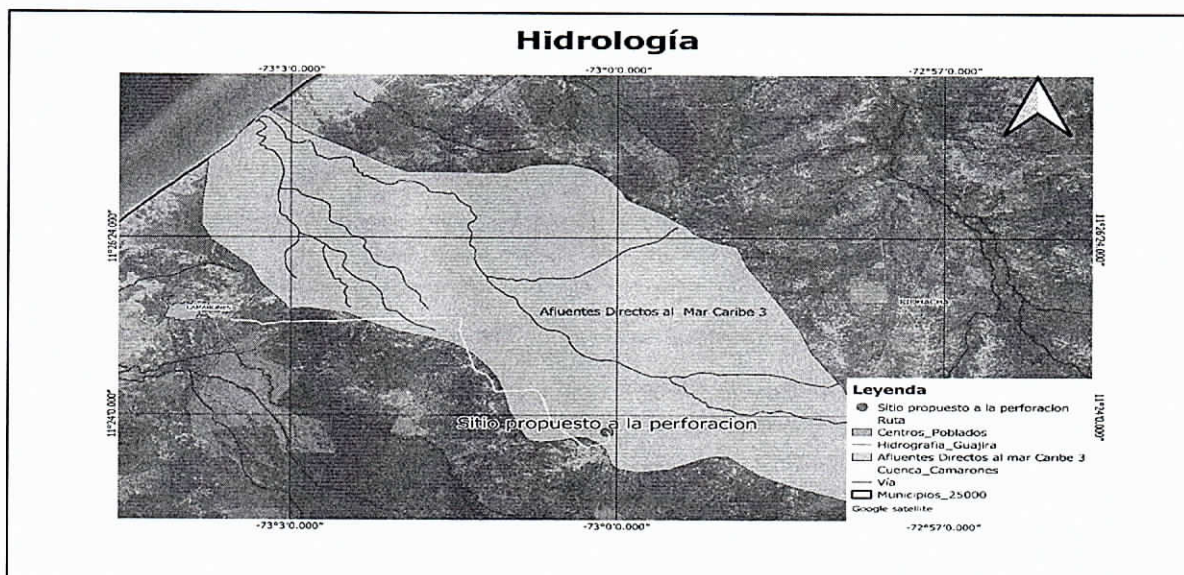 Hidrología
-73°3'0.000"
-73°0'0.000"
-72°57'0.000"
11°26'24.000"
11°26'24.000"
CAMARONES
RIOHACHA
Afluentes Directos al Mar Caribe 3
11°24'0.000"
11°24'0.000"
Sitio propuesto a la perforacion
Leyenda
Sitio propuesto a la perforacion
Ruta
Centros_Poblados
Hidrografia_Guajira
Afluentes Directos al mar Caribe 3
Cuenca_Camarones
Vía
Municipios_25000
Google satellite
-73°3'0.000"
-73°0'0.000"
-72°57'0.000"